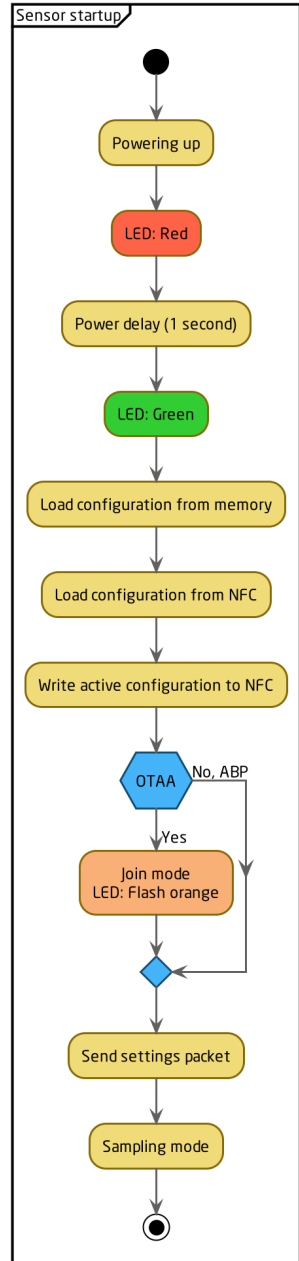 Sensor startup
Powering up
LED: Red
Power delay (1 second)
LED: Green
Load configuration from memory
Load configuration from NFC
Write active configuration to NFC
OTAA
No, ABP
Yes
Join mode
LED: Flash orange
Send settings packet
Sampling mode